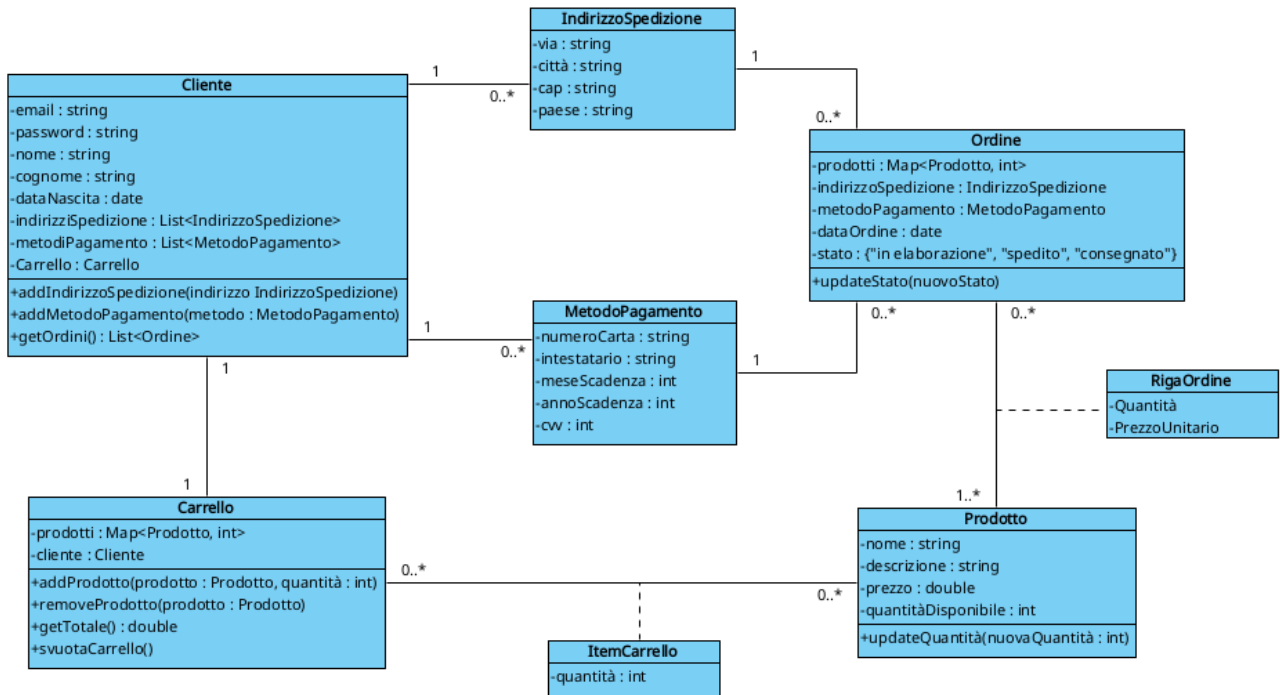 IndirizzoSpedizione
-via : string
-città : string
-cap : string
-paese : string
1
0..*
1
0..*
Cliente
-email : string
-password : string
-nome : string
-cognome : string
-dataNascita : date
-indirizziSpedizione : List<IndirizzoSpedizione>
-metodiPagamento : List<MetodoPagamento>
-Carrello : Carrello
+addIndirizzoSpedizione(indirizzo IndirizzoSpedizione)
+addMetodoPagamento(metodo : MetodoPagamento)
+getOrdini() : List<Ordine>
Ordine
-prodotti : Map<Prodotto, int>
-indirizzoSpedizione : IndirizzoSpedizione
-metodoPagamento : MetodoPagamento
-dataOrdine : date
-stato : {"in elaborazione", "spedito", "consegnato"}
+updateStato(nuovoStato)
1
0..*
MetodoPagamento
-numeroCarta : string
-intestatario : string
-meseScadenza : int
-annoScadenza : int
-cvv : int
1
0..*
0..*
1
RigaOrdine
-Quantità
-PrezzoUnitario
1
1..*
Carrello
-prodotti : Map<Prodotto, int>
-cliente : Cliente
+addProdotto(prodotto : Prodotto, quantità : int)
+removeProdotto(prodotto : Prodotto)
+getTotale() : double
+svuotaCarrello()
0..*
0..*
Prodotto
-nome : string
-descrizione : string
-prezzo : double
-quantitàDisponibile : int
+updateQuantità(nuovaQuantità : int)
ItemCarrello
-quantità : int